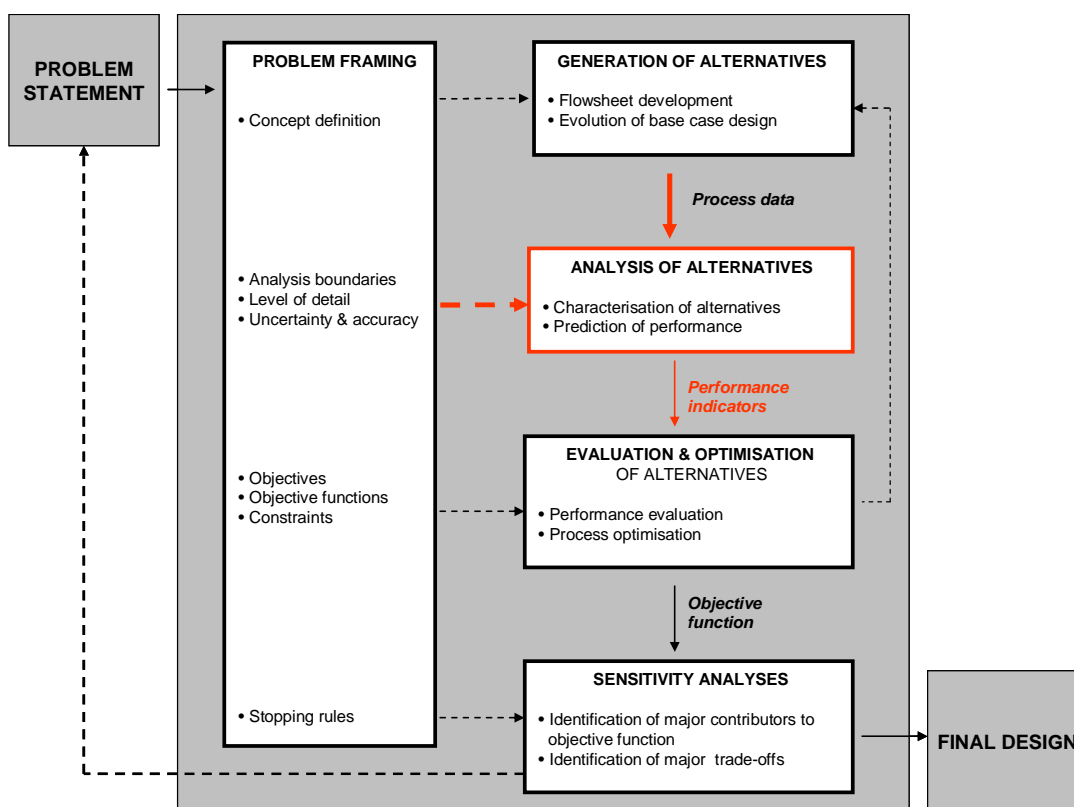 PROBLEM
STATEMENT
PROBLEM FRAMING
• Concept definition
• Analysis boundaries
• Level of detail
• Uncertainty & accuracy
• Objectives
• Objective functions
• Constraints
• Stopping rules
GENERATION OF ALTERNATIVES
• Flowsheet development
• Evolution of base case design
Process data
ANALYSIS OF ALTERNATIVES
• Characterisation of alternatives
• Prediction of performance
Performance
indicators
EVALUATION & OPTIMISATION
OF ALTERNATIVES
• Performance evaluation
• Process optimisation
Objective
function
SENSITIVITY ANALYSES
• Identification of major contributors to
objective function
• Identification of major trade-offs
FINAL DESIGN